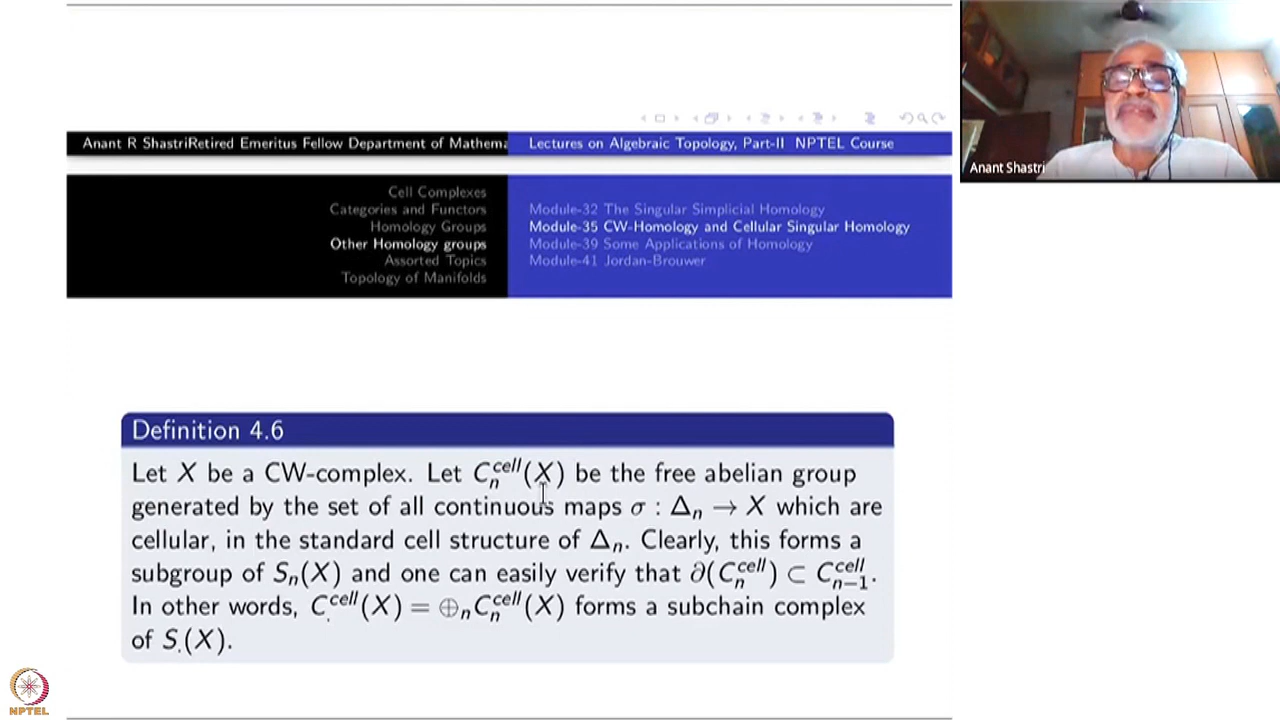 Anant R ShastriRetired Emeritus Fellow Department of Mathema
Lectures on Algebraic Topology, Part-II NPTEL Course
Cell Complexes
Categories and Functors
Homology Groups
Other Homology groups
Assorted Topics
Topology of Manifolds
Module-32 The Singular Simplicial Homology
Module-35 CW-Homology and Cellular Singular Homology
Module-39 Some Applications of Homology
Module-41 Jordan-Brouwer
Anant Shastri
Definition 4.6
Let X be a CW-complex. Let C_n^{cell}(X) be the free abelian group
generated by the set of all continuous maps σ : Δ_n → X which are
cellular, in the standard cell structure of Δ_n. Clearly, this forms a
subgroup of S_n(X) and one can easily verify that ∂(C_n^{cell}) ⊂ C_{n−1}^{cell}.
In other words, C_.^{cell}(X) = ⊕_n C_n^{cell}(X) forms a subchain complex
of S_.(X).
NPTEL